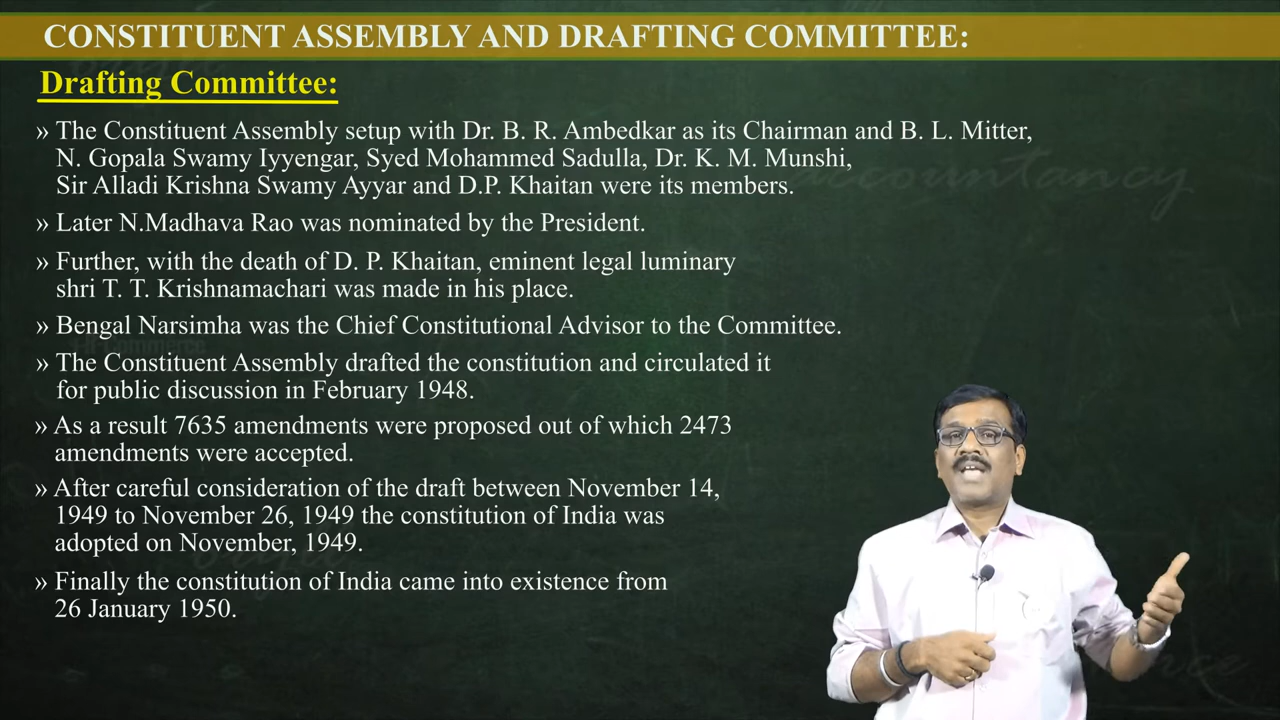 CONSTITUENT ASSEMBLY AND DRAFTING COMMITTEE:
Drafting Committee:
» The Constituent Assembly setup with Dr. B. R. Ambedkar as its Chairman and B. L. Mitter,
N. Gopala Swamy Iyyengar, Syed Mohammed Sadulla, Dr. K. M. Munshi,
Sir Alladi Krishna Swamy Ayyar and D.P. Khaitan were its members.
accountancy
» Later N.Madhava Rao was nominated by the President.
» Further, with the death of D. P. Khaitan, eminent legal luminary
shri T. T. Krishnamachari was made in his place.
» Bengal Narsimha was the Chief Constitutional Advisor to the Committee.
» The Constituent Assembly drafted the constitution and circulated it
for public discussion in February 1948.
» As a result 7635 amendments were proposed out of which 2473
amendments were accepted.
» After careful consideration of the draft between November 14,
1949 to November 26, 1949 the constitution of India was
adopted on November, 1949.
» Finally the constitution of India came into existence from
26 January 1950.